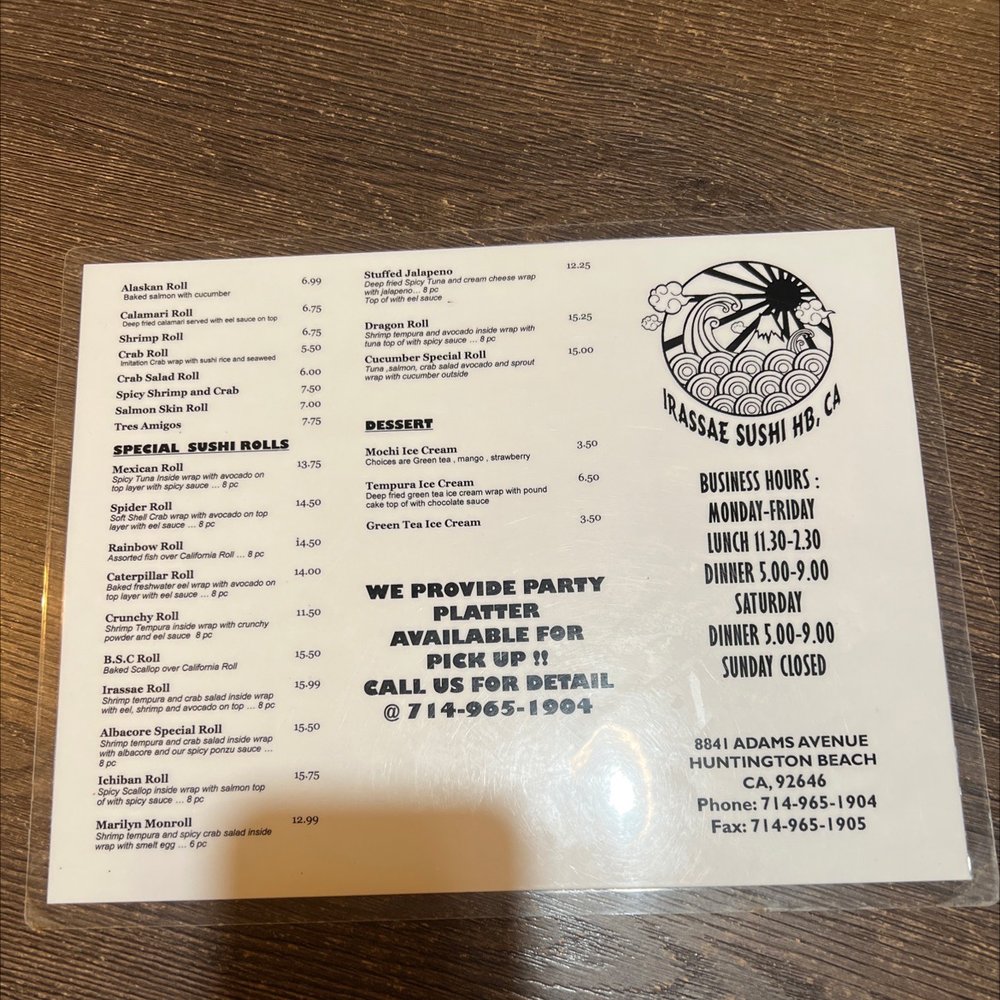 Alaskan Roll 6.99
Baked salmon with cucumber
Calamari Roll 6.75
Deep fried calamari served with eel sauce on top
Shrimp Roll 6.75
Crab Roll 5.50
Imitation Crab wrap with sushi rice and seaweed
Crab Salad Roll 6.00
Spicy Shrimp and Crab 7.50
Salmon Skin Roll 7.00
Tres Amigos 7.75
SPECIAL SUSHI ROLLS
Mexican Roll 13.75
Spicy Tuna Inside wrap with avocado on
top layer with spicy sauce ... 8 pc
Spider Roll 14.50
Soft Shell Crab wrap with avocado on top
layer with eel sauce ... 8 pc
Rainbow Roll 14.50
Assorted fish over California Roll ... 8 pc
Caterpillar Roll 14.00
Baked freshwater eel wrap with avocado on
top layer with eel sauce ... 8 pc
Crunchy Roll 11.50
Shrimp Tempura inside wrap with crunchy
powder and eel sauce 8 pc
B.S.C Roll 15.50
Baked Scallop over California Roll
Irassae Roll 15.99
Shrimp tempura and crab salad inside wrap
with eel, shrimp and avocado on top ... 8 pc
Albacore Special Roll 15.50
Shrimp tempura and crab salad inside wrap
with albacore and our spicy ponzu sauce ...
8 pc
Ichiban Roll 15.75
Spicy Scallop inside wrap with salmon top
of with spicy sauce ... 8 pc
Marilyn Monroll 12.99
Shrimp tempura and spicy crab salad inside
wrap with smelt egg ... 6 pc
Stuffed Jalapeno 12.25
Deep fried Spicy Tuna and cream cheese wrap
with jalapeno... 8 pc
Top of with eel sauce
Dragon Roll 15.25
Shrimp tempura and avocado inside wrap with
tuna top of with spicy sauce ... 8 pc
Cucumber Special Roll 15.00
Tuna ,salmon, crab salad avocado and sprout
wrap with cucumber outside
DESSERT
Mochi Ice Cream 3.50
Choices are Green tea , mango , strawberry
Tempura Ice Cream 6.50
Deep fried green tea ice cream wrap with pound
cake top of with chocolate sauce
Green Tea Ice Cream 3.50
WE PROVIDE PARTY
PLATTER
AVAILABLE FOR
PICK UP !!
CALL US FOR DETAIL
@ 714-965-1904
IRASSAE SUSHI HB, CA
BUSINESS HOURS :
MONDAY-FRIDAY
LUNCH 11.30-2.30
DINNER 5.00-9.00
SATURDAY
DINNER 5.00-9.00
SUNDAY CLOSED
8841 ADAMS AVENUE
HUNTINGTON BEACH
CA, 92646
Phone: 714-965-1904
Fax: 714-965-1905